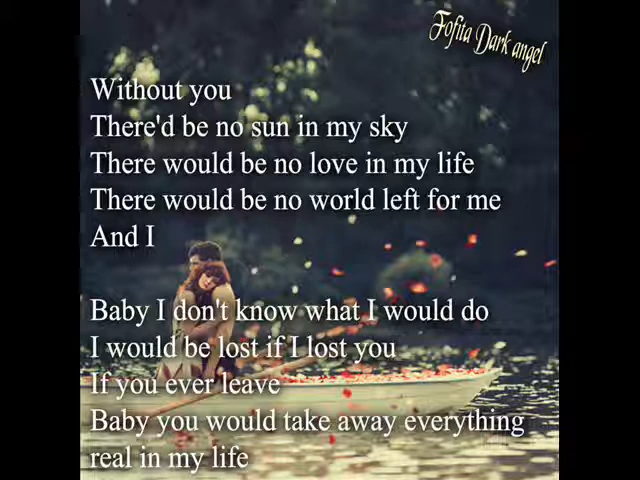 Fofita Dark angel
Without you
There'd be no sun in my sky
There would be no love in my life
There would be no world left for me
And I
Baby I don't know what I would do
I would be lost if I lost you
If you ever leave
Baby you would take away everything
real in my life